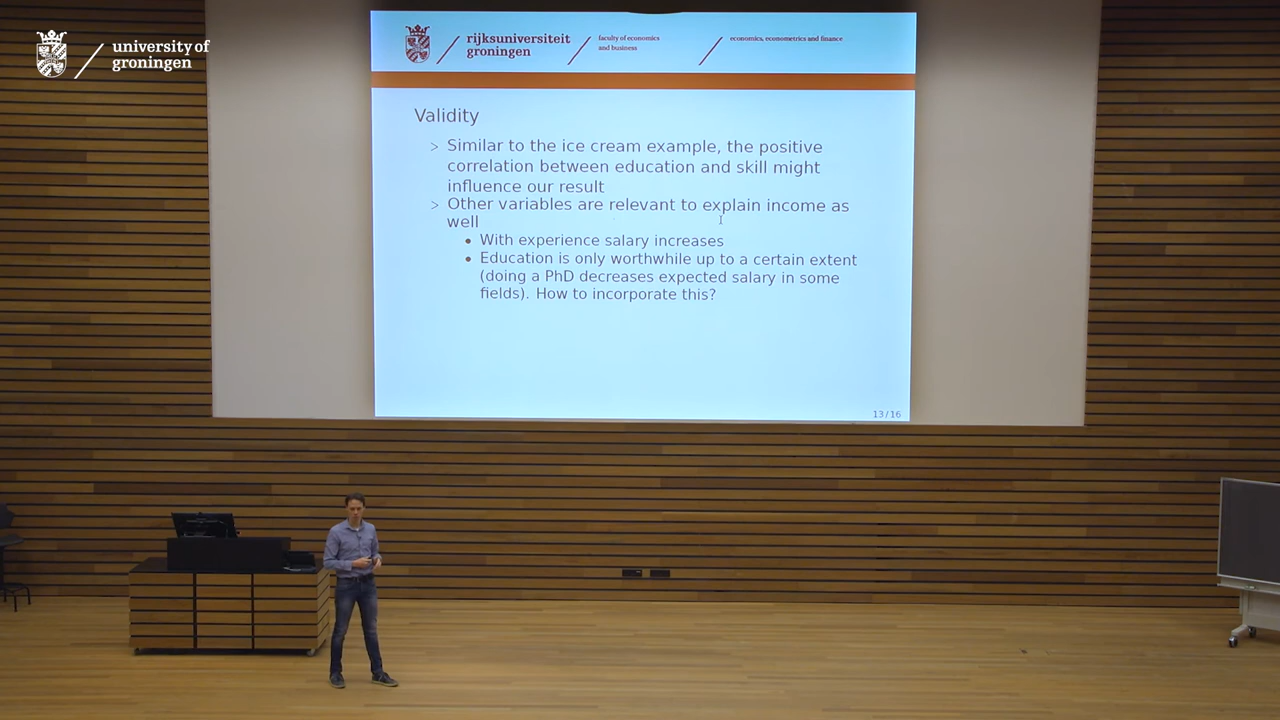 university of
groningen
rijksuniversiteit
groningen
faculty of economics
and business
economics, econometrics and finance
Validity
> Similar to the ice cream example, the positive
correlation between education and skill might
influence our result
> Other variables are relevant to explain income as
well
• With experience salary increases
• Education is only worthwhile up to a certain extent
(doing a PhD decreases expected salary in some
fields). How to incorporate this?
13/16